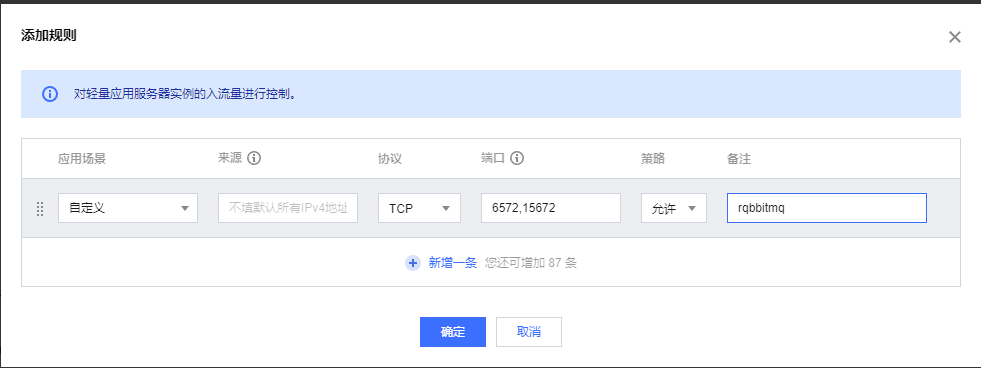 添加规则
对轻量应用服务器实例的入流量进行控制。
应用场景 来源 协议 端口 策略 备注
自定义 不填默认所有IPv4地址 TCP 6572,15672 允许 rqbbitmq
新增一条 您还可增加 87 条
确定 取消